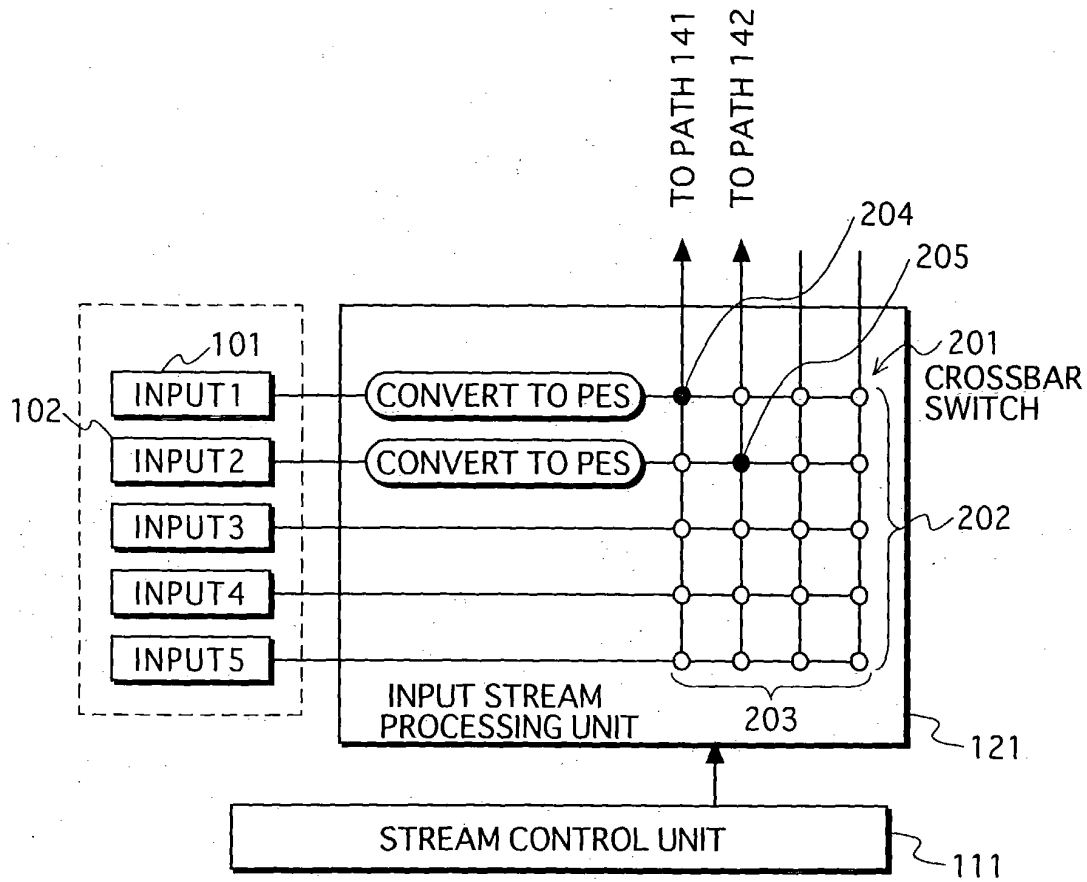 TO PATH 141
TO PATH 142
204
205
101
INPUT1
CONVERT TO PES
201
CROSSBAR
SWITCH
102
INPUT2
CONVERT TO PES
INPUT3
202
INPUT4
INPUT5
INPUT STREAM
PROCESSING UNIT
203
121
STREAM CONTROL UNIT
111